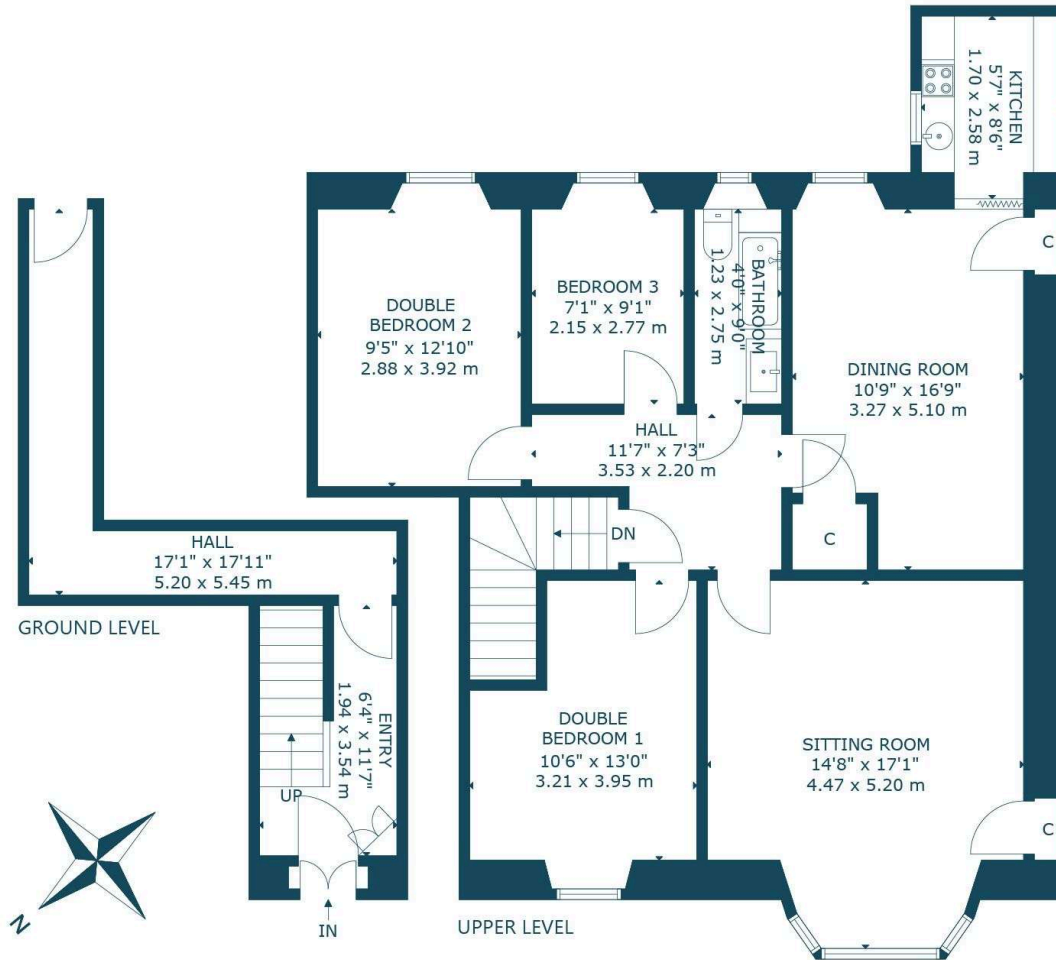 KITCHEN
5'7" x 8'6"
1.70 x 2.58 m
C
DOUBLE
BEDROOM 2
9'5" x 12'10"
2.88 x 3.92 m
BEDROOM 3
7'1" x 9'1"
2.15 x 2.77 m
BATHROOM
4'0" x 9'0"
1.23 x 2.75 m
DINING ROOM
10'9" x 16'9"
3.27 x 5.10 m
HALL
11'7" x 7'3"
3.53 x 2.20 m
DN
C
HALL
17'1" x 17'11"
5.20 x 5.45 m
GROUND LEVEL
ENTRY
6'4" x 11'7"
1.94 x 3.54 m
UP
DOUBLE
BEDROOM 1
10'6" x 13'0"
3.21 x 3.95 m
SITTING ROOM
14'8" x 17'1"
4.47 x 5.20 m
C
N
IN
UPPER LEVEL